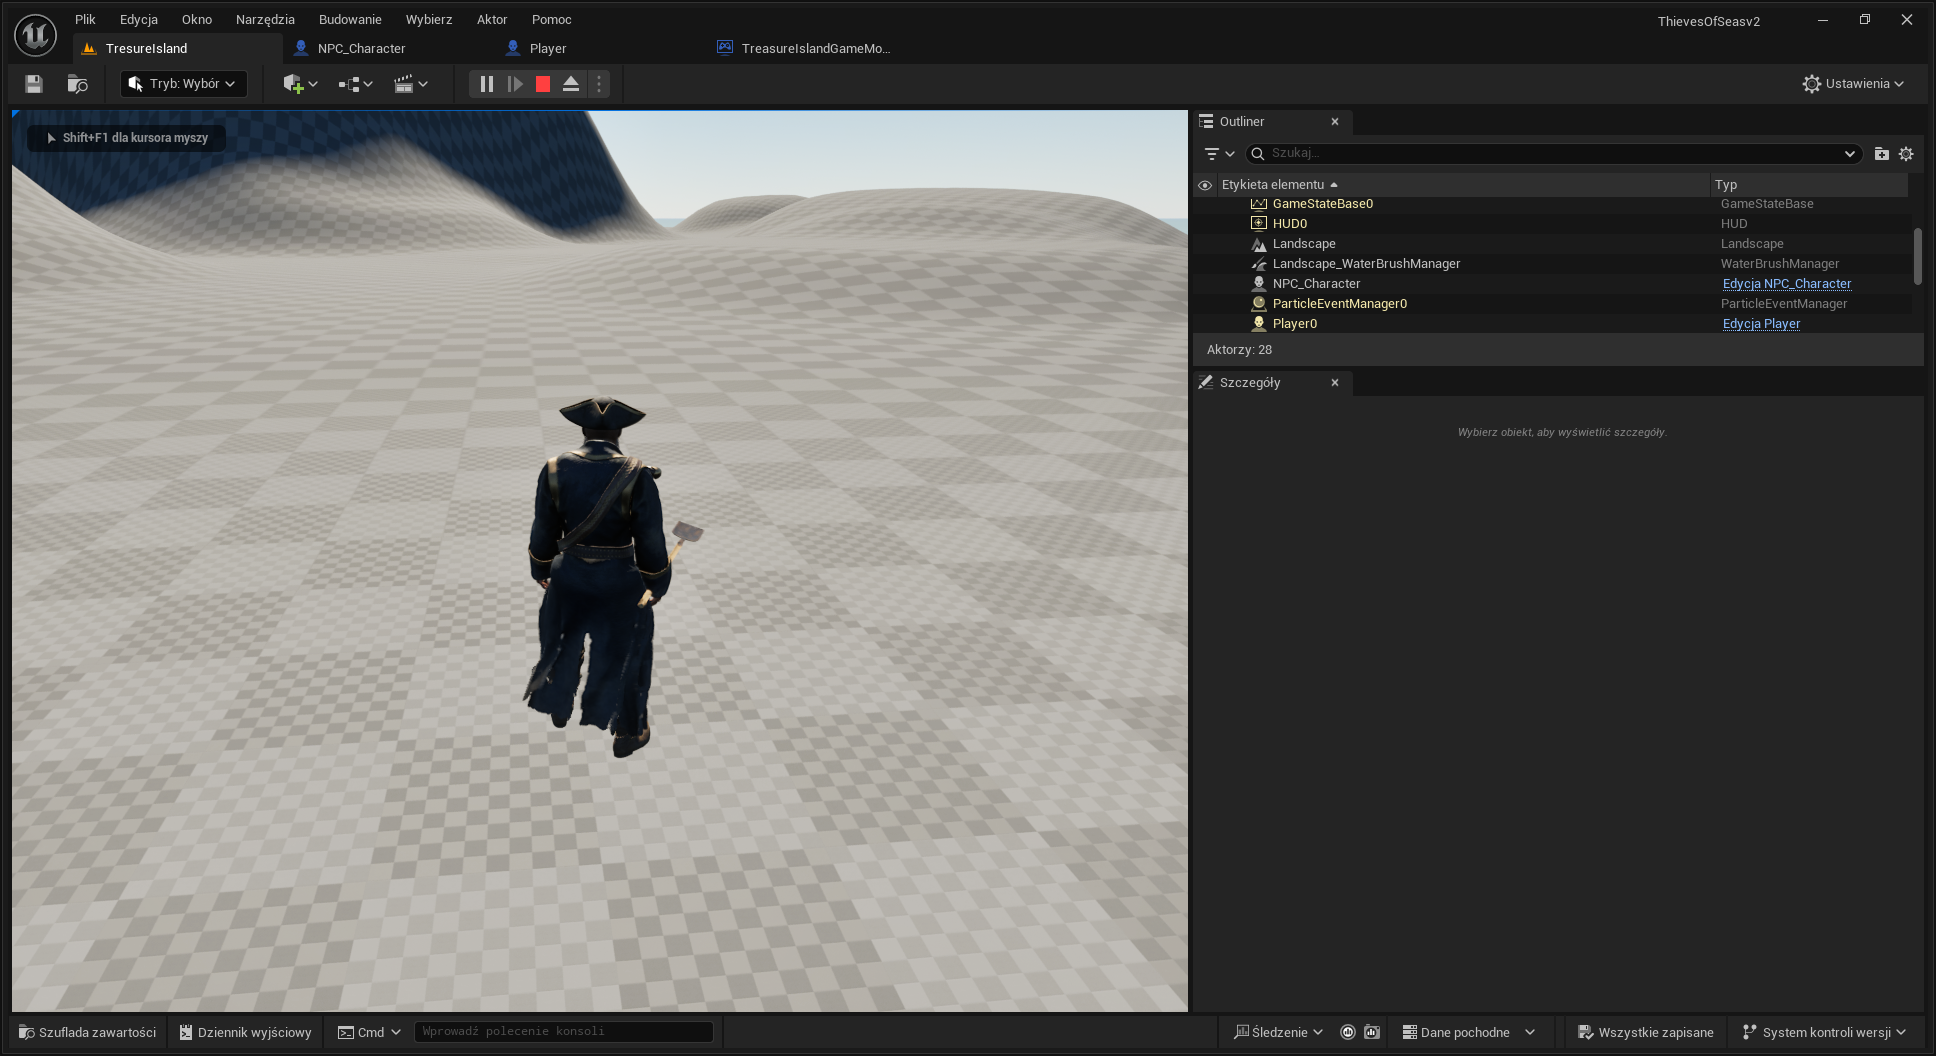 Plik Edycja Okno Narzędzia Budowanie Wybierz Aktor Pomoc
ThievesOfSeasv2
TresureIsland NPC_Character Player TreasureIslandGameMo...
Tryb: Wybór
Ustawienia
Shift+F1 dla kursora myszy
Outliner
Szukaj...
Etykieta elementu Typ
GameStateBase0 GameStateBase
HUD0 HUD
Landscape Landscape
Landscape_WaterBrushManager WaterBrushManager
NPC_Character Edycja NPC_Character
ParticleEventManager0 ParticleEventManager
Player0 Edycja Player
Aktorzy: 28
Szczegóły
Wybierz obiekt, aby wyświetlić szczegóły.
Szuflada zawartości Dziennik wyjściowy Cmd Wprowadź polecenie konsoli Śledzenie Dane pochodne Wszystkie zapisane System kontroli wersji